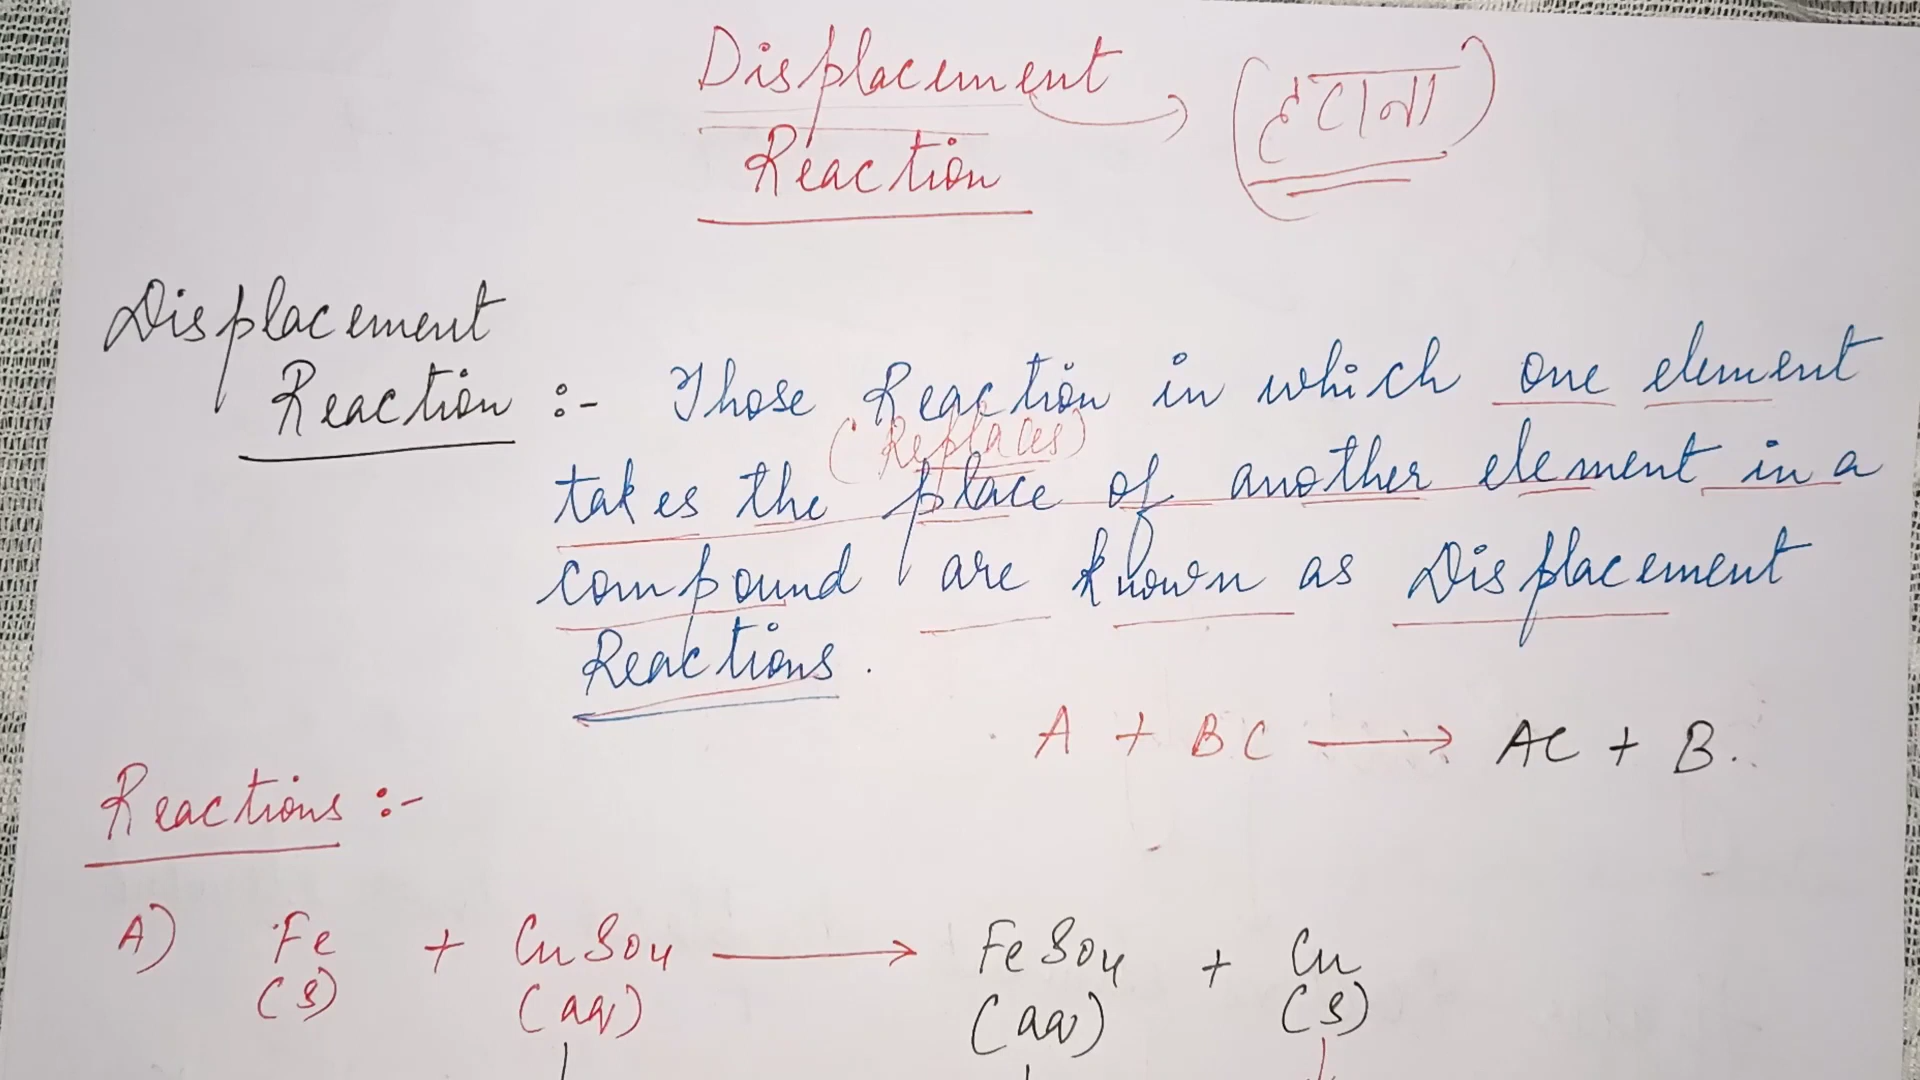 Displacement (हटाना)
Reaction
Displacement
Reaction :- Those Reaction in which one element
(Replaces)
takes the place of another element in a
compound are known as Displacement
Reactions.
A + BC → AC + B.
Reactions :-
A) Fe + CuSO4 → FeSO4 + Cu
(s) (aq) (aq) (s)